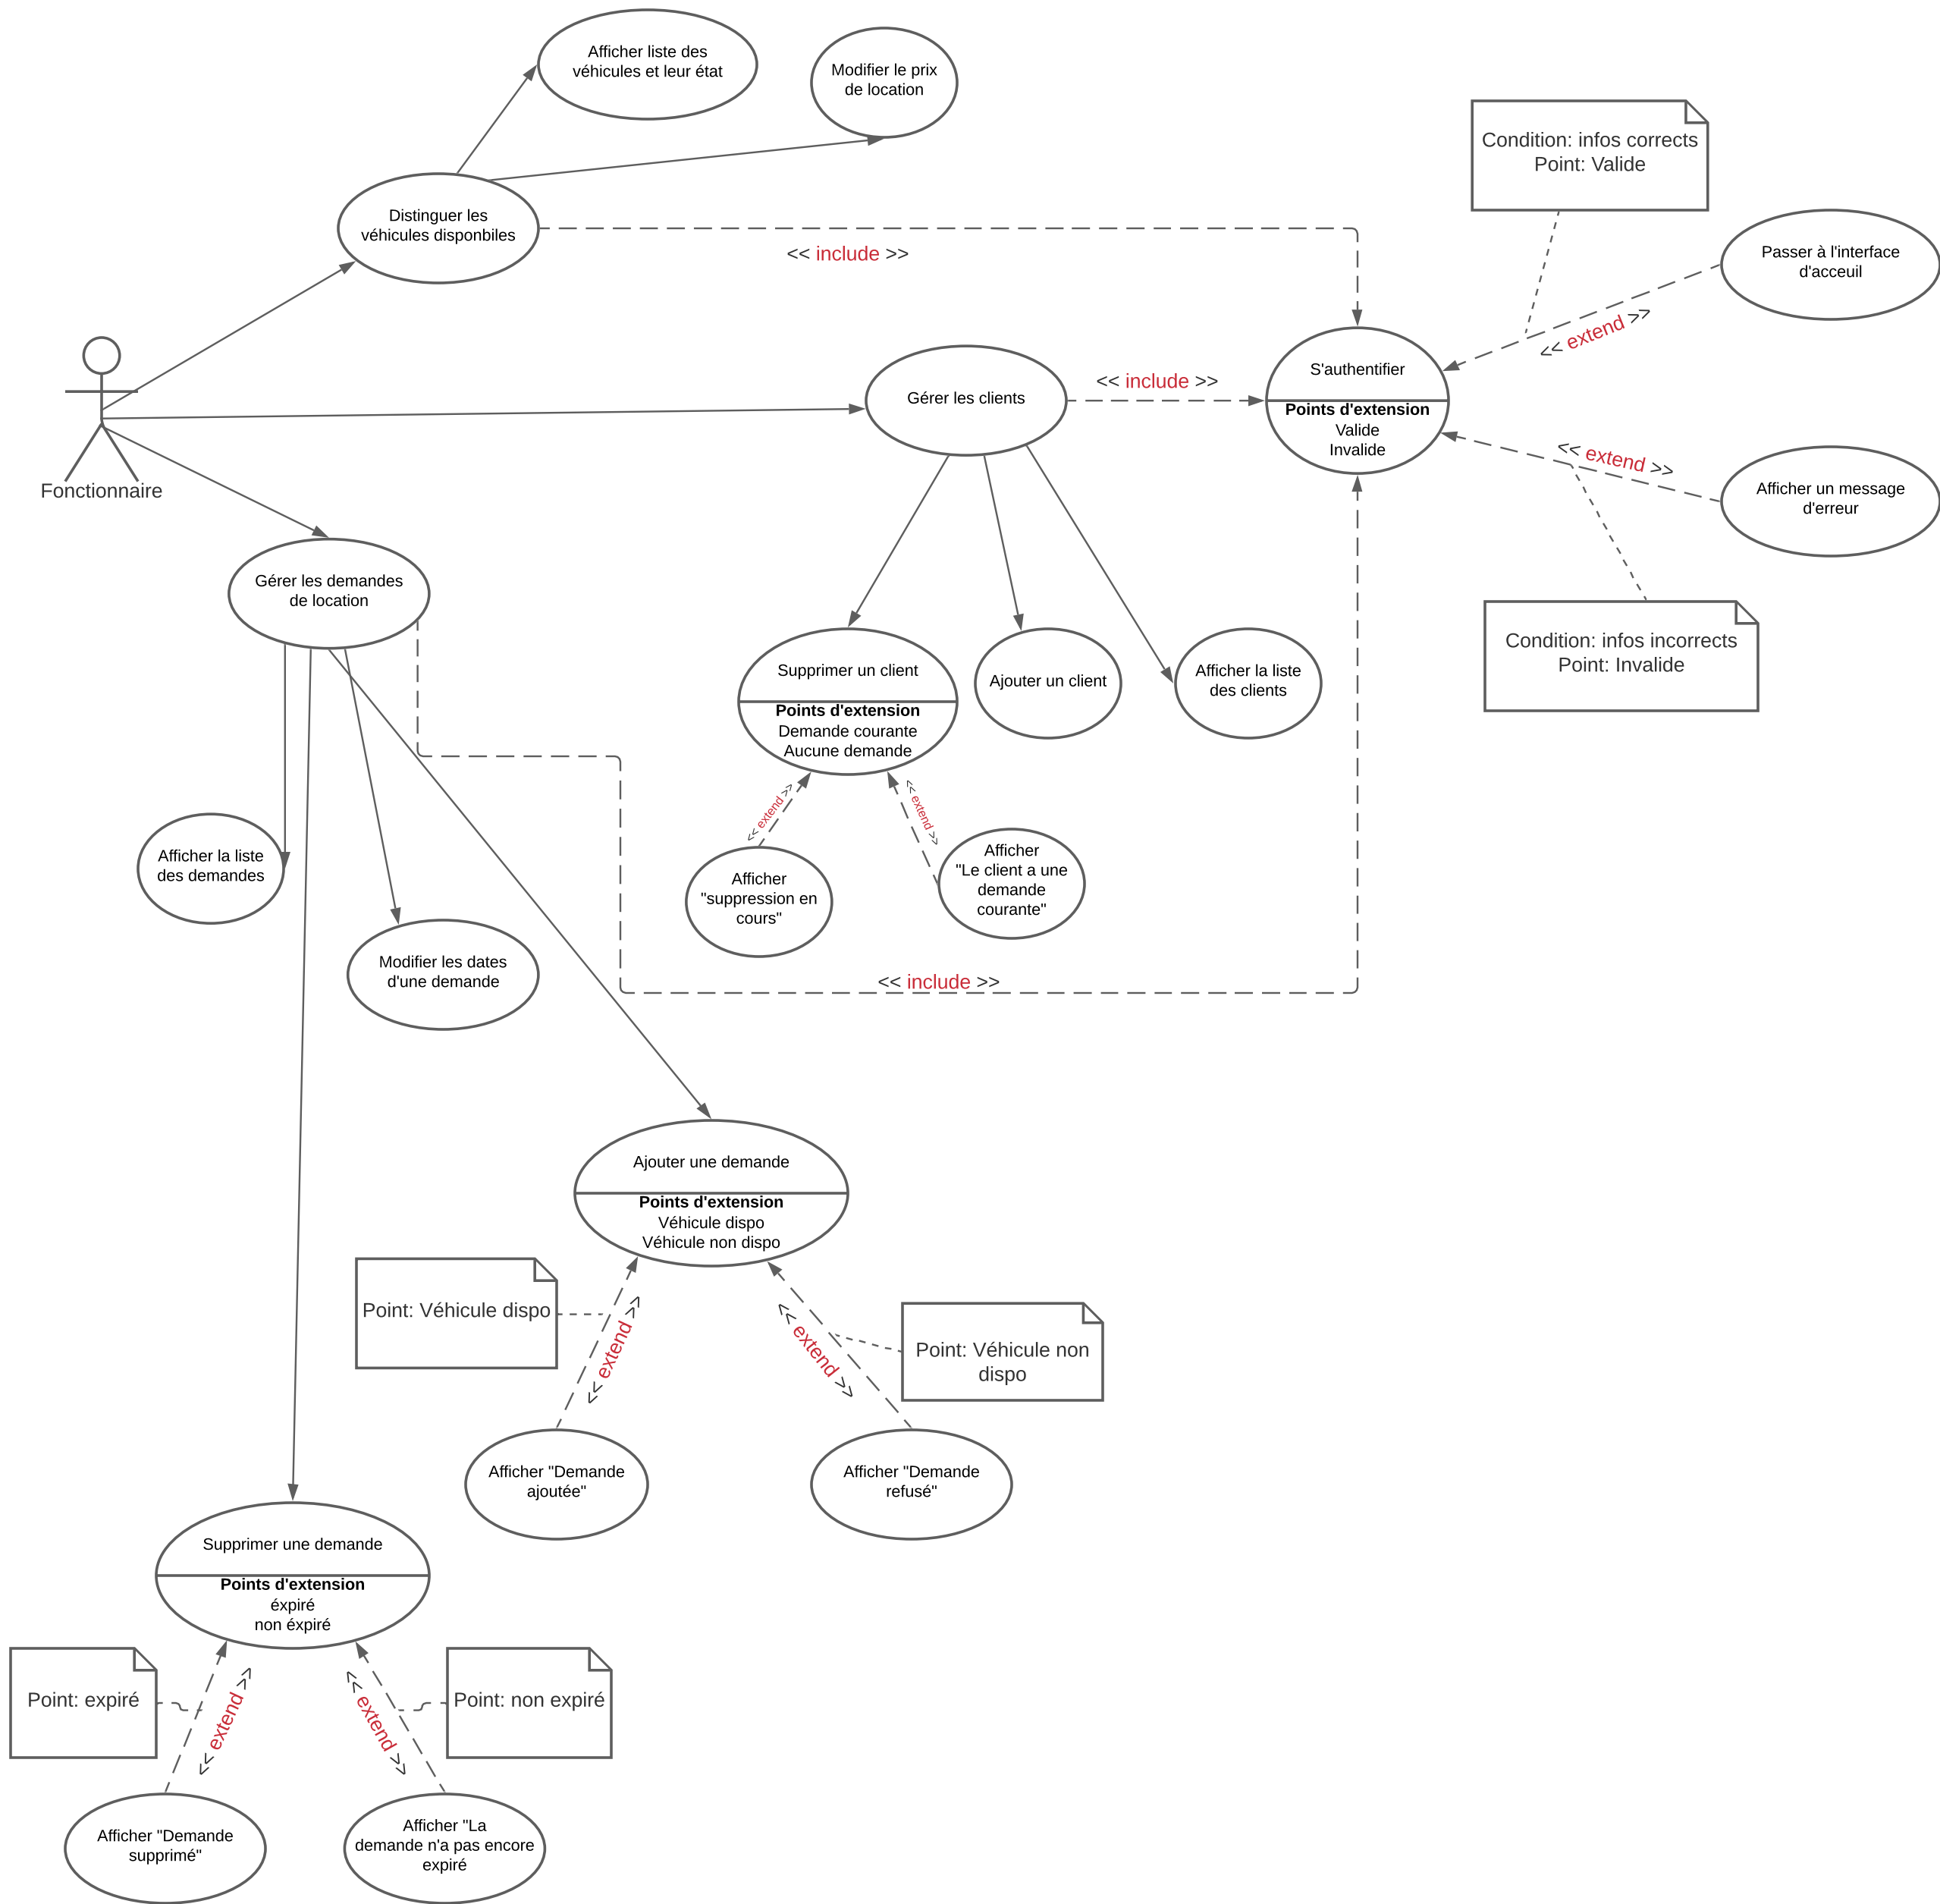 Afficher liste des
véhicules et leur état
Modifier le prix
de location
Condition: infos corrects
Point: Valide
Distinguer les
véhicules disponbiles
<< include >>
Passer à l'interface
d'acceuil
<< extend >>
S'authentifier
Points d'extension
Valide
Invalide
Gérer les clients
<< include >>
<< extend >>
Afficher un message
d'erreur
Fonctionnaire
Gérer les demandes
de location
Condition: infos incorrects
Point: Invalide
Supprimer un client
Points d'extension
Demande courante
Aucune demande
Ajouter un client
Afficher la liste
des clients
<< extend >>
<< extend >>
Afficher la liste
des demandes
Afficher
"suppression en
cours"
Afficher
"Le client a une
demande
courante"
Modifier les dates
d'une demande
<< include >>
Ajouter une demande
Points d'extension
Véhicule dispo
Véhicule non dispo
Point: Véhicule dispo
<< extend >>
<< extend >>
Point: Véhicule non
dispo
Afficher "Demande
ajoutée"
Afficher "Demande
refusé"
Supprimer une demande
Points d'extension
éxpiré
non éxpiré
Point: expiré
<< extend >>
<< extend >>
Point: non expiré
Afficher "Demande
supprimé"
Afficher "La
demande n'a pas encore
expiré